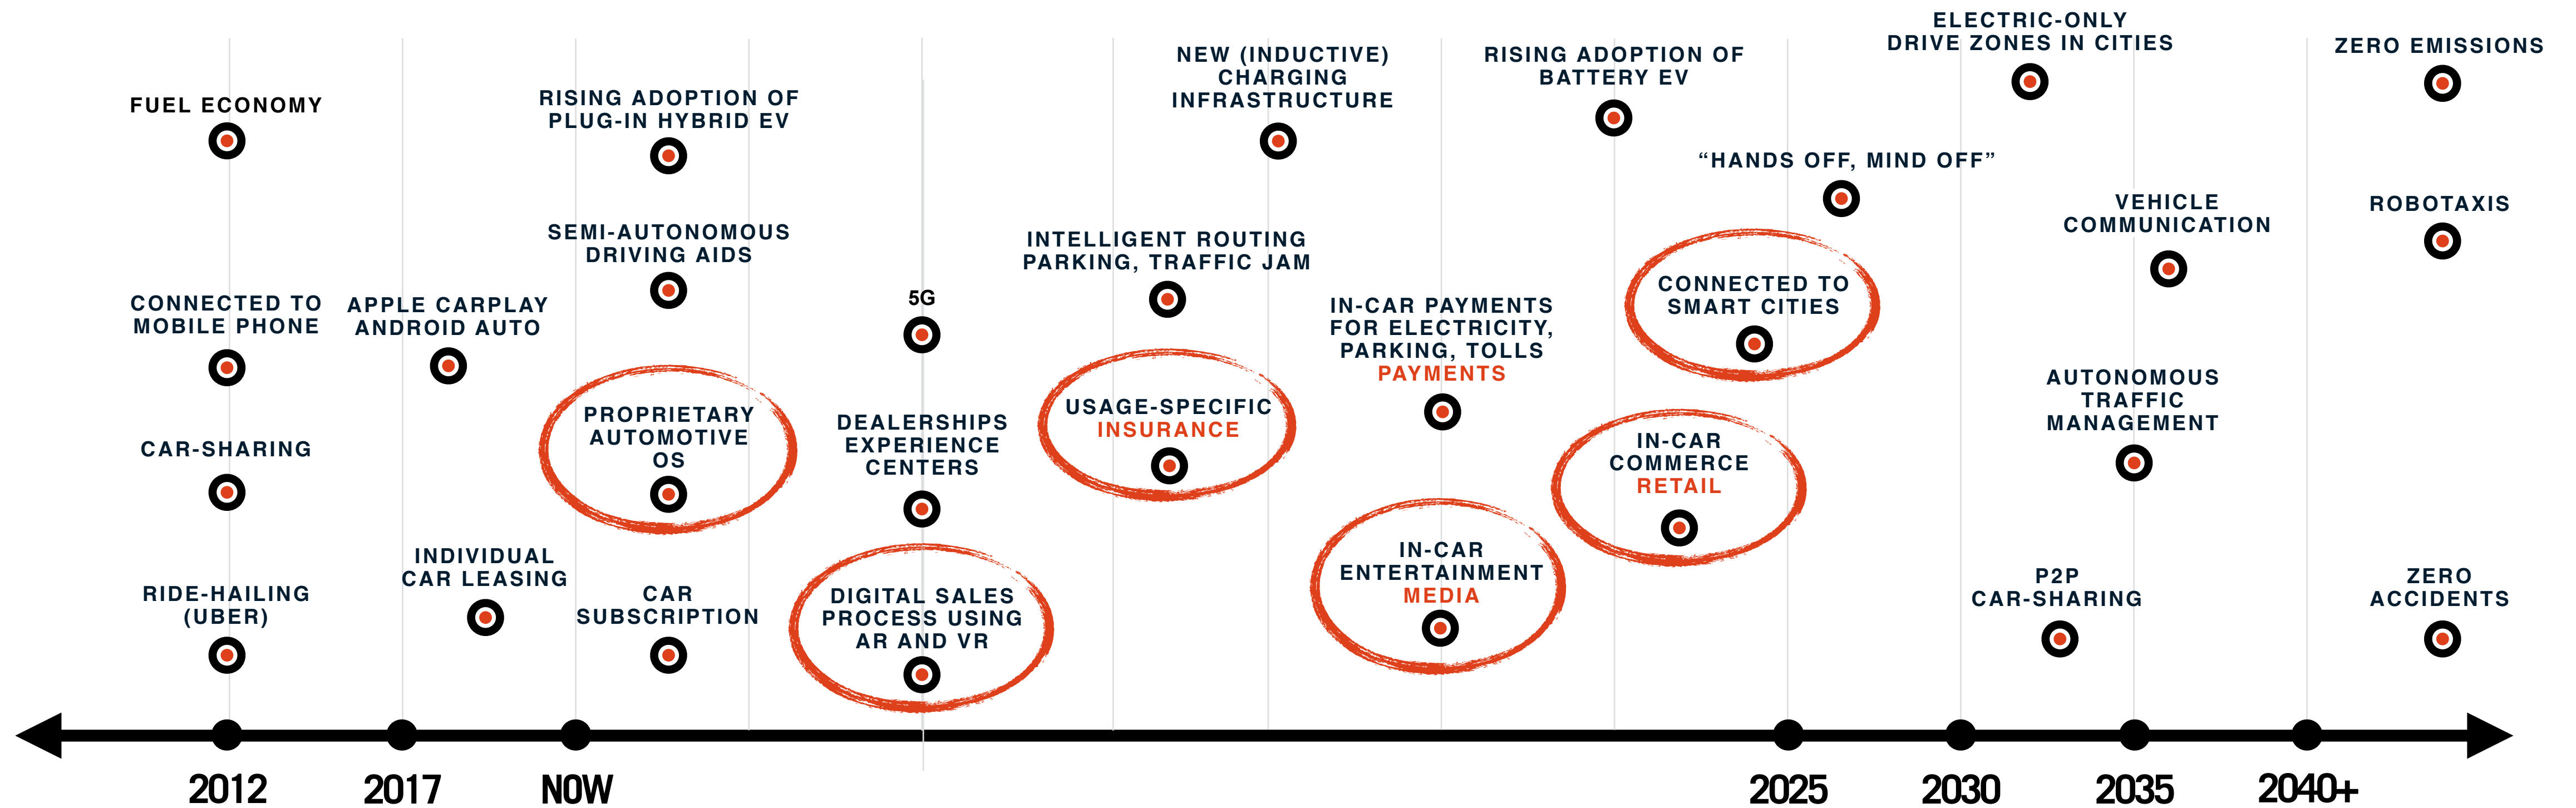 FUEL ECONOMY
CONNECTED TO
MOBILE PHONE
CAR-SHARING
RIDE-HAILING
(UBER)
APPLE CARPLAY
ANDROID AUTO
INDIVIDUAL
CAR LEASING
RISING ADOPTION OF
PLUG-IN HYBRID EV
SEMI-AUTONOMOUS
DRIVING AIDS
PROPRIETARY
AUTOMOTIVE
OS
CAR
SUBSCRIPTION
5G
DEALERSHIPS
EXPERIENCE
CENTERS
DIGITAL SALES
PROCESS USING
AR AND VR
NEW (INDUCTIVE)
CHARGING
INFRASTRUCTURE
INTELLIGENT ROUTING
PARKING, TRAFFIC JAM
USAGE-SPECIFIC
INSURANCE
IN-CAR PAYMENTS
FOR ELECTRICITY,
PARKING, TOLLS
PAYMENTS
IN-CAR
ENTERTAINMENT
MEDIA
RISING ADOPTION OF
BATTERY EV
“HANDS OFF, MIND OFF”
CONNECTED TO
SMART CITIES
IN-CAR
COMMERCE
RETAIL
ELECTRIC-ONLY
DRIVE ZONES IN CITIES
VEHICLE
COMMUNICATION
AUTONOMOUS
TRAFFIC
MANAGEMENT
P2P
CAR-SHARING
ZERO EMISSIONS
ROBOTAXIS
ZERO
ACCIDENTS
2012
2017
NOW
2025
2030
2035
2040+